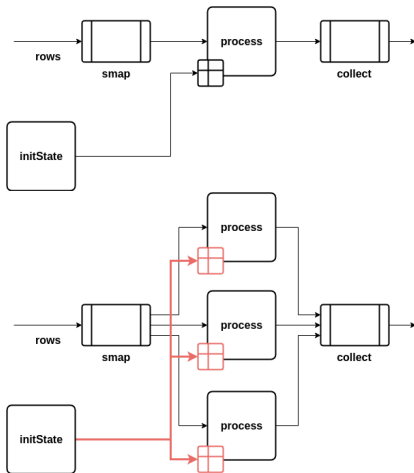 process
rows
smap
collect
initState
process
process
rows
smap
collect
process
initState